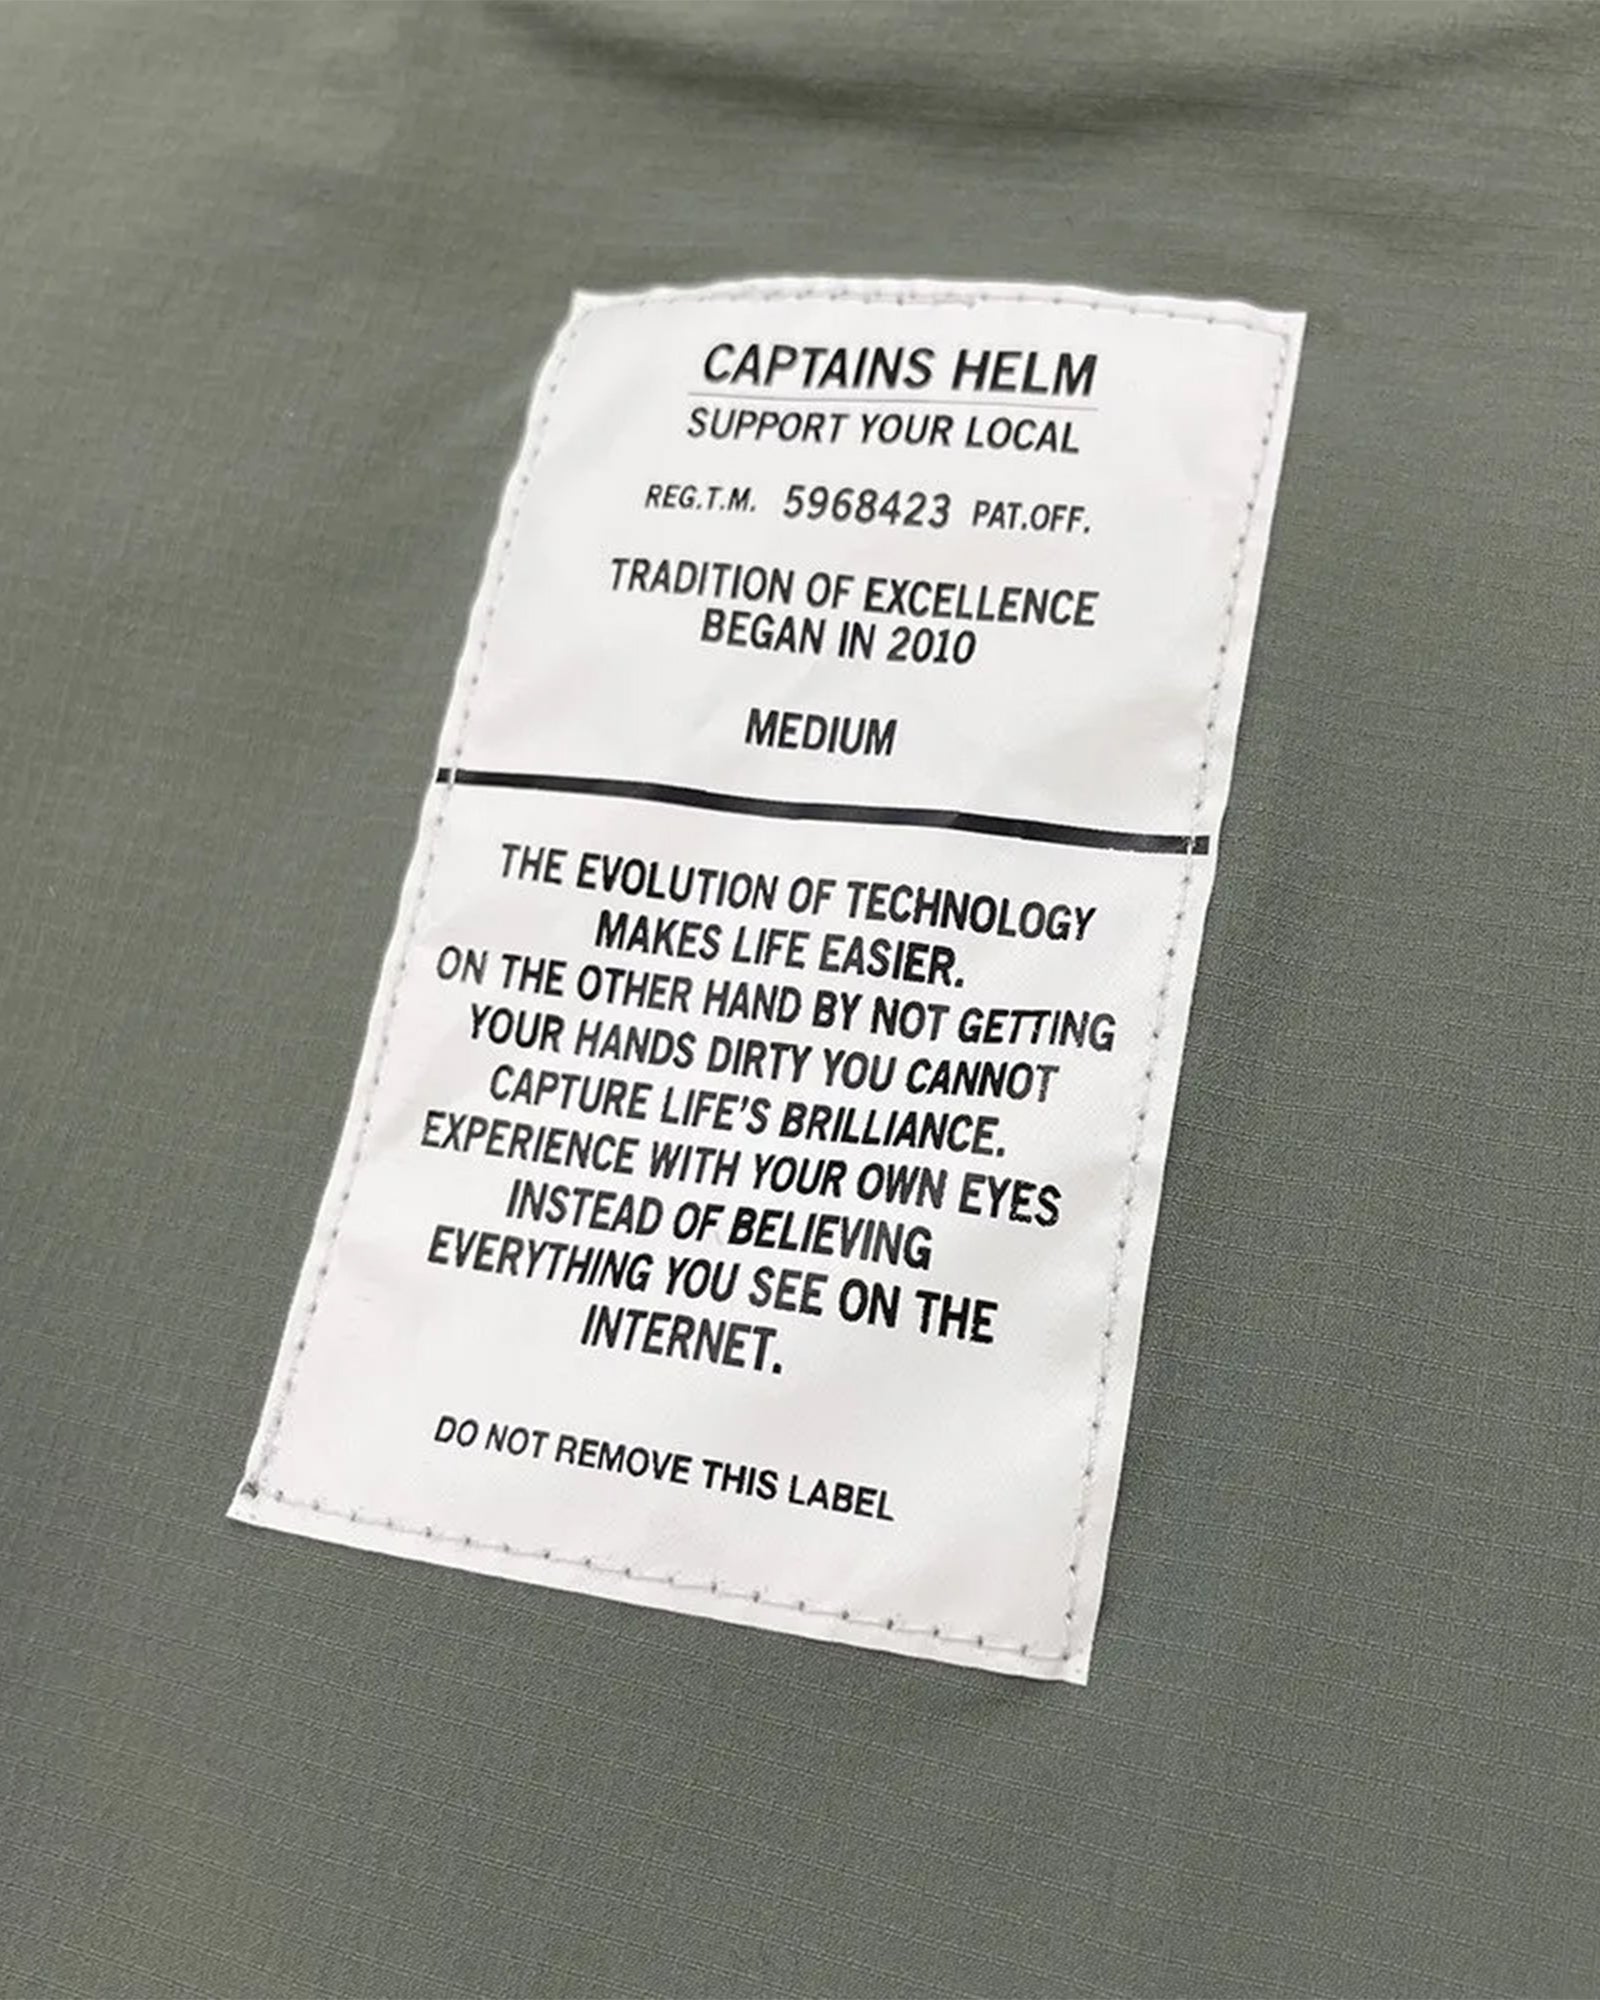 CAPTAINS HELM
SUPPORT YOUR LOCAL
REG.T.M. 5968423 PAT.OFF.
TRADITION OF EXCELLENCE
BEGAN IN 2010
MEDIUM
THE EVOLUTION OF TECHNOLOGY
MAKES LIFE EASIER.
ON THE OTHER HAND BY NOT GETTING
YOUR HANDS DIRTY YOU CANNOT
CAPTURE LIFE'S BRILLIANCE.
EXPERIENCE WITH YOUR OWN EYES
INSTEAD OF BELIEVING
EVERYTHING YOU SEE ON THE
INTERNET.
DO NOT REMOVE THIS LABEL